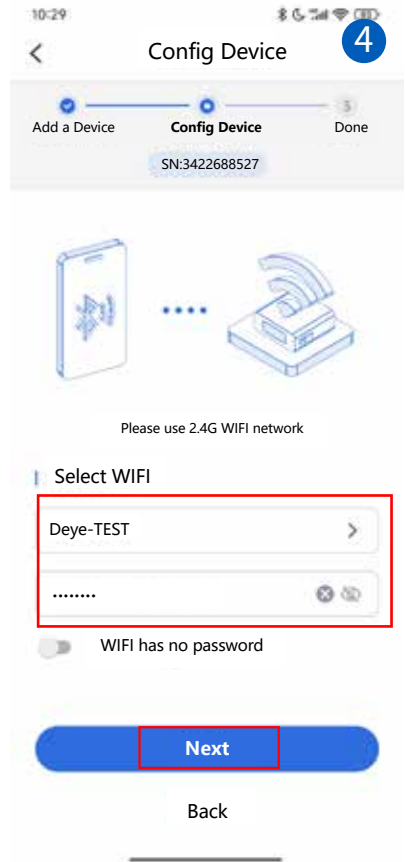 10:29
4
Config Device
3
Add a Device Config Device Done
SN:3422688527
Please use 2.4G WIFI network
Select WIFI
Deye-TEST
••••••••
WIFI has no password
Next
Back